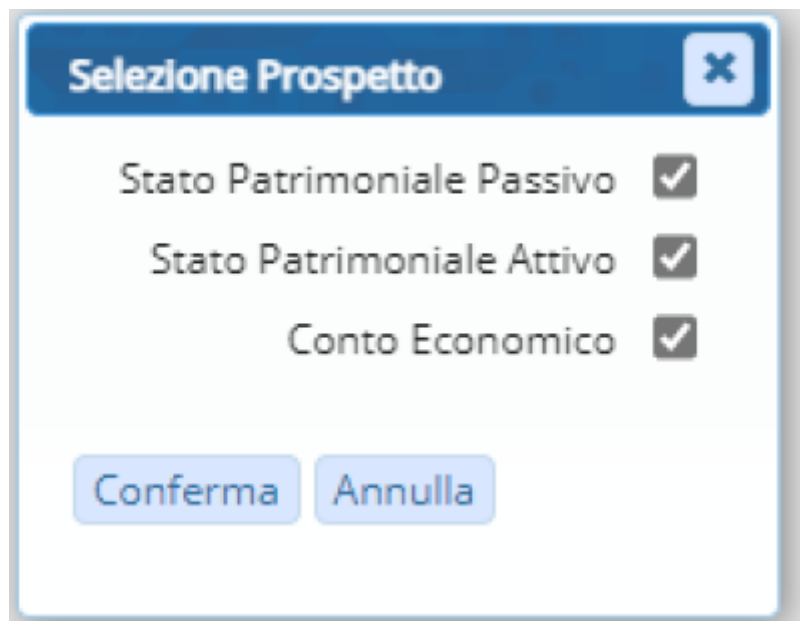 Selezione Prospetto
Stato Patrimoniale Passivo
Stato Patrimoniale Attivo
Conto Economico
Conferma Annulla